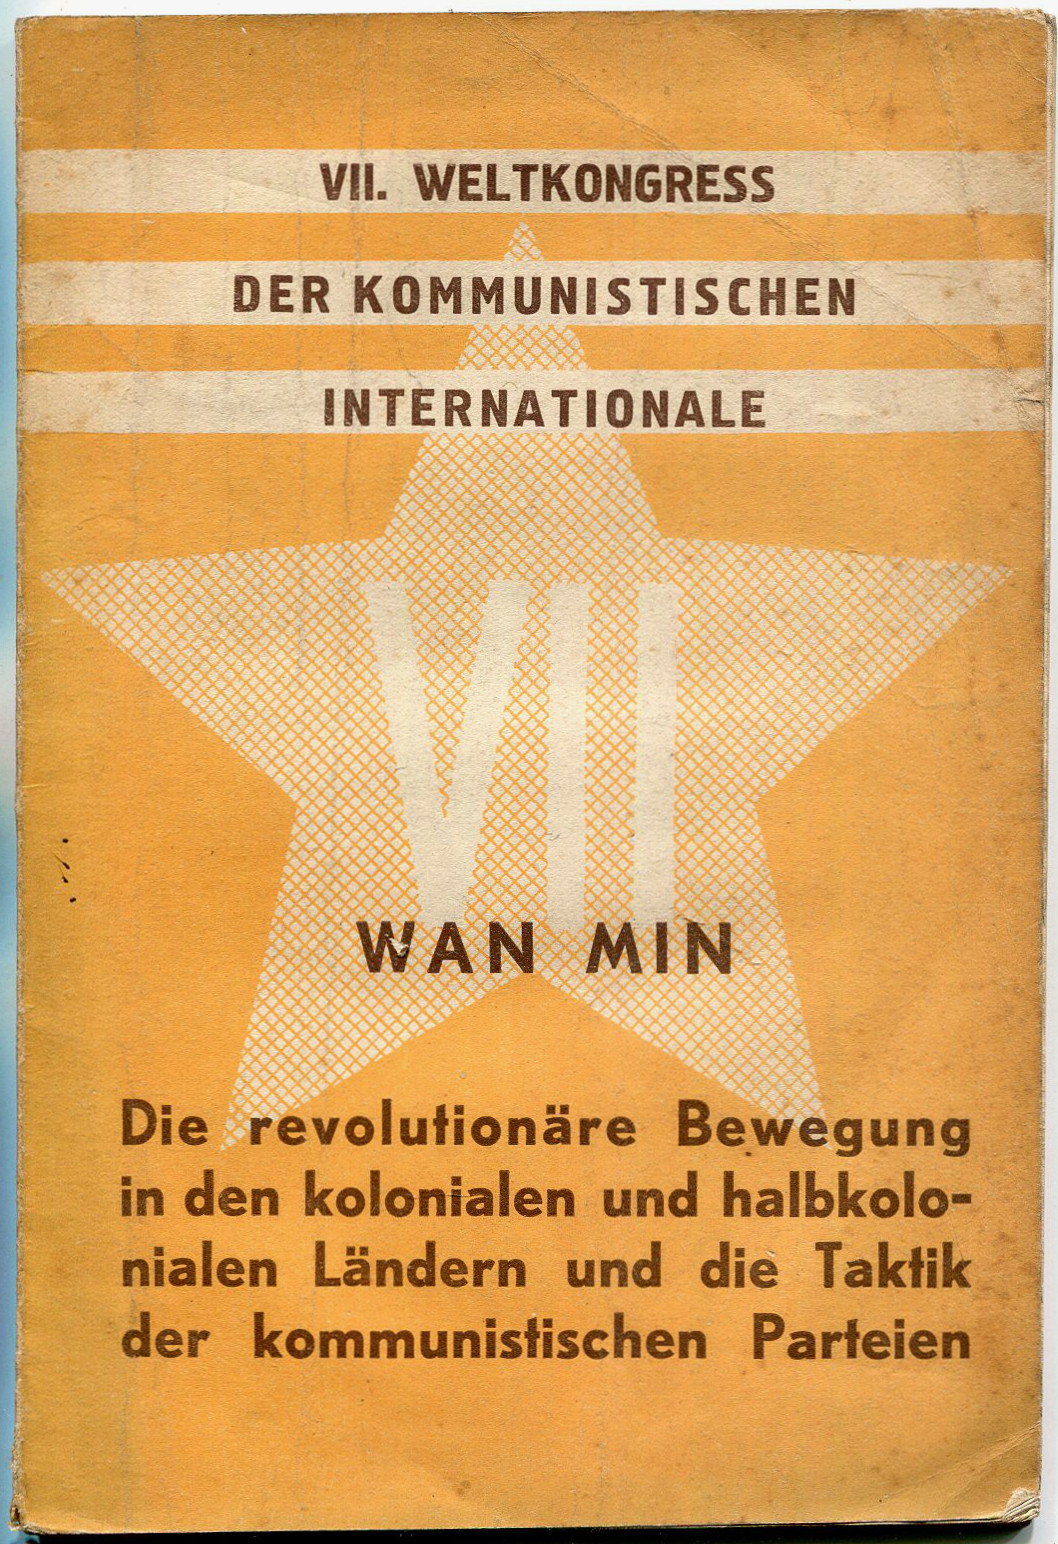 VII. WELTKONGRESS
DER KOMMUNISTISCHEN
INTERNATIONALE
VII
WAN MIN
Die revolutionäre Bewegung
in den kolonialen und halbkolo-
nialen Ländern und die Taktik
der kommunistischen Parteien